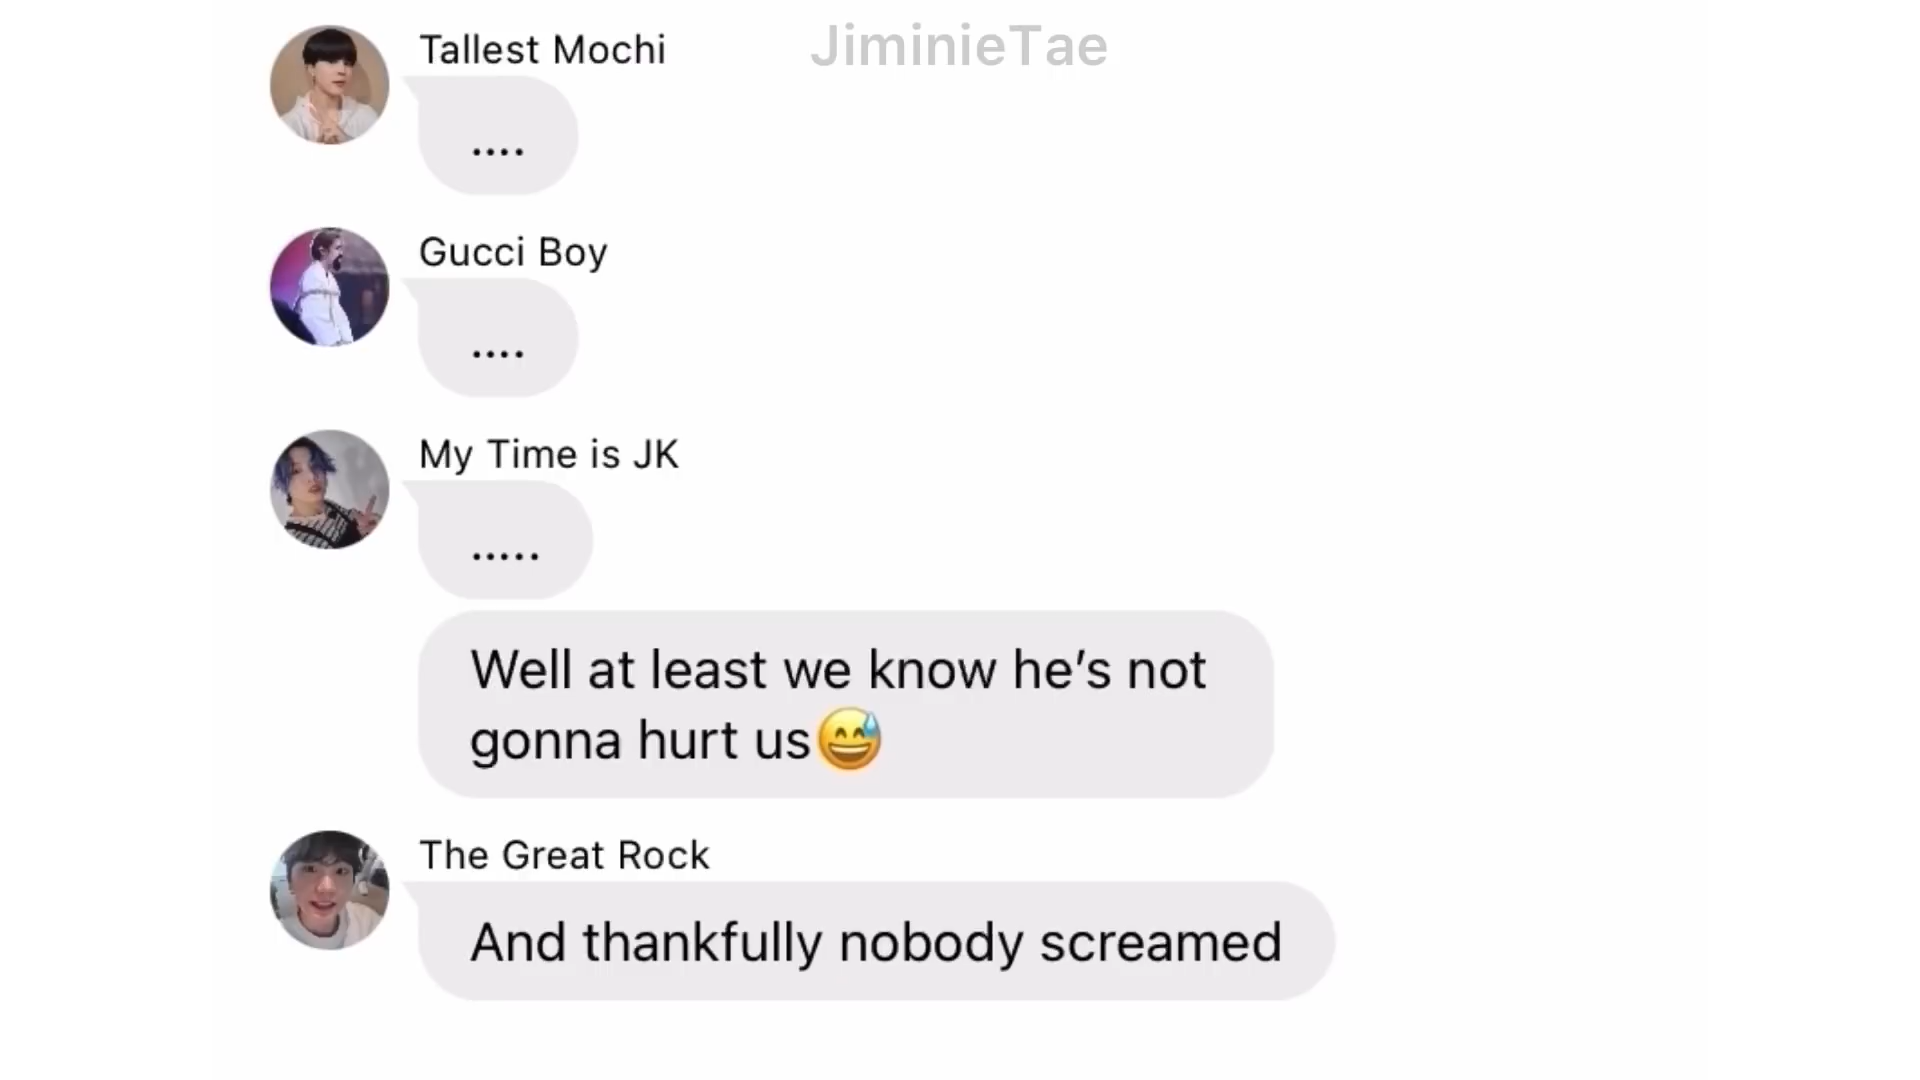 JiminieTae
Tallest Mochi
....
Gucci Boy
....
My Time is JK
.....
Well at least we know he’s not
gonna hurt us😅
The Great Rock
And thankfully nobody screamed